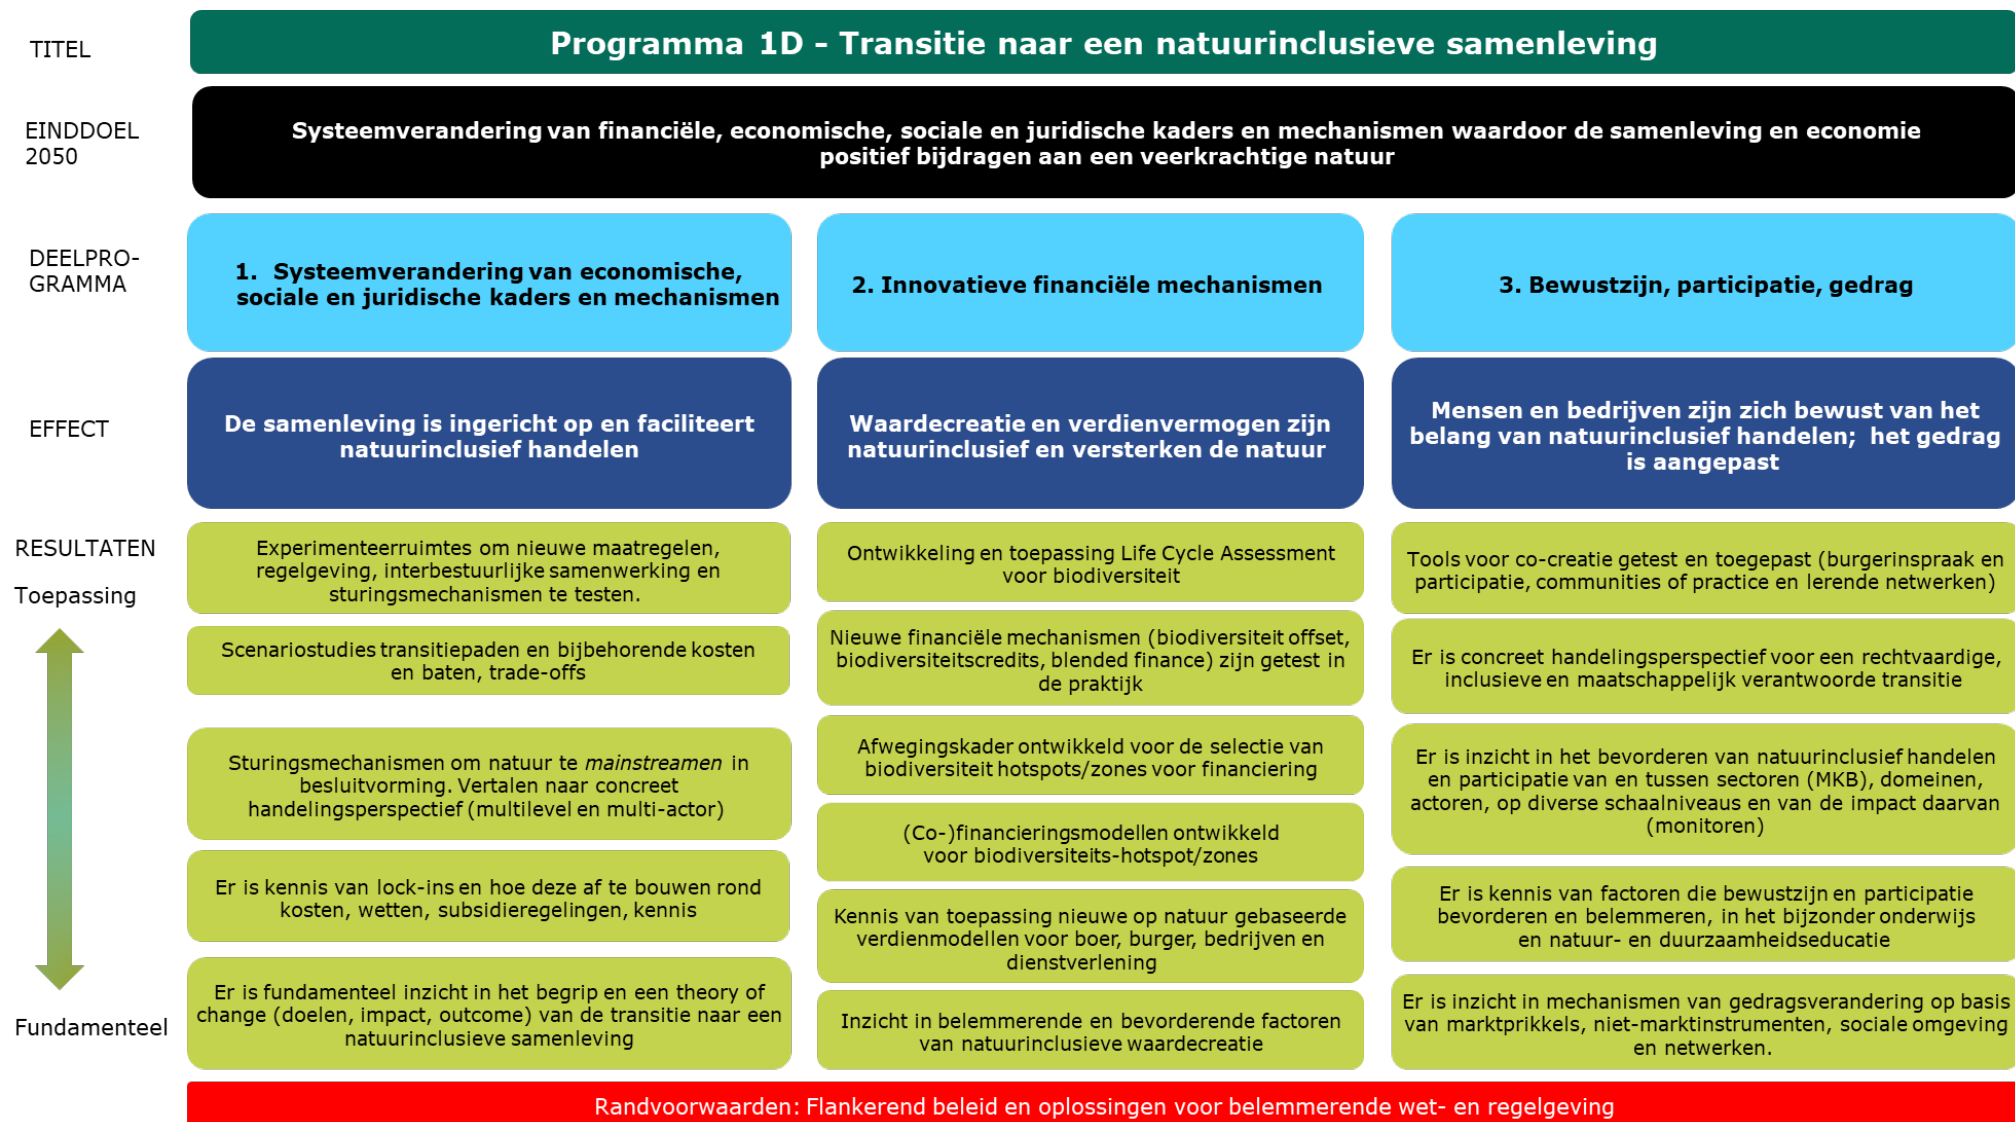 TITEL
Programma 1D - Transitie naar een natuurinclusieve samenleving
EINDDOEL
2050
Systeemverandering van financiële, economische, sociale en juridische kaders en mechanismen waardoor de samenleving en economie
positief bijdragen aan een veerkrachtige natuur
DEELPRO-
GRAMMA
1. Systeemverandering van economische,
sociale en juridische kaders en mechanismen
2. Innovatieve financiële mechanismen
3. Bewustzijn, participatie, gedrag
EFFECT
De samenleving is ingericht op en faciliteert
natuurinclusief handelen
Waardecreatie en verdienvermogen zijn
natuurinclusief en versterken de natuur
Mensen en bedrijven zijn zich bewust van het
belang van natuurinclusief handelen; het gedrag
is aangepast
RESULTATEN
Toepassing
Fundamenteel
Experimenteerruimtes om nieuwe maatregelen,
regelgeving, interbestuurlijke samenwerking en
sturingsmechanismen te testen.
Scenariostudies transitiepaden en bijbehorende kosten
en baten, trade-offs
Sturingsmechanismen om natuur te mainstreamen in
besluitvorming. Vertalen naar concreet
handelingsperspectief (multilevel en multi-actor)
Er is kennis van lock-ins en hoe deze af te bouwen rond
kosten, wetten, subsidieregelingen, kennis
Er is fundamenteel inzicht in het begrip en een theory of
change (doelen, impact, outcome) van de transitie naar een
natuurinclusieve samenleving
Ontwikkeling en toepassing Life Cycle Assessment
voor biodiversiteit
Nieuwe financiële mechanismen (biodiversiteit offset,
biodiversiteitscredits, blended finance) zijn getest in
de praktijk
Afwegingskader ontwikkeld voor de selectie van
biodiversiteit hotspots/zones voor financiering
(Co-)financieringsmodellen ontwikkeld
voor biodiversiteits-hotspot/zones
Kennis van toepassing nieuwe op natuur gebaseerde
verdienmodellen voor boer, burger, bedrijven en
dienstverlening
Inzicht in belemmerende en bevorderende factoren
van natuurinclusieve waardecreatie
Tools voor co-creatie getest en toegepast (burgerinspraak en
participatie, communities of practice en lerende netwerken)
Er is concreet handelingsperspectief voor een rechtvaardige,
inclusieve en maatschappelijk verantwoorde transitie
Er is inzicht in het bevorderen van natuurinclusief handelen
en participatie van en tussen sectoren (MKB), domeinen,
actoren, op diverse schaalniveaus en van de impact daarvan
(monitoren)
Er is kennis van factoren die bewustzijn en participatie
bevorderen en belemmeren, in het bijzonder onderwijs
en natuur- en duurzaamheidseducatie
Er is inzicht in mechanismen van gedragsverandering op basis
van marktprikkels, niet-marktinstrumenten, sociale omgeving
en netwerken.
Randvoorwaarden: Flankerend beleid en oplossingen voor belemmerende wet- en regelgeving